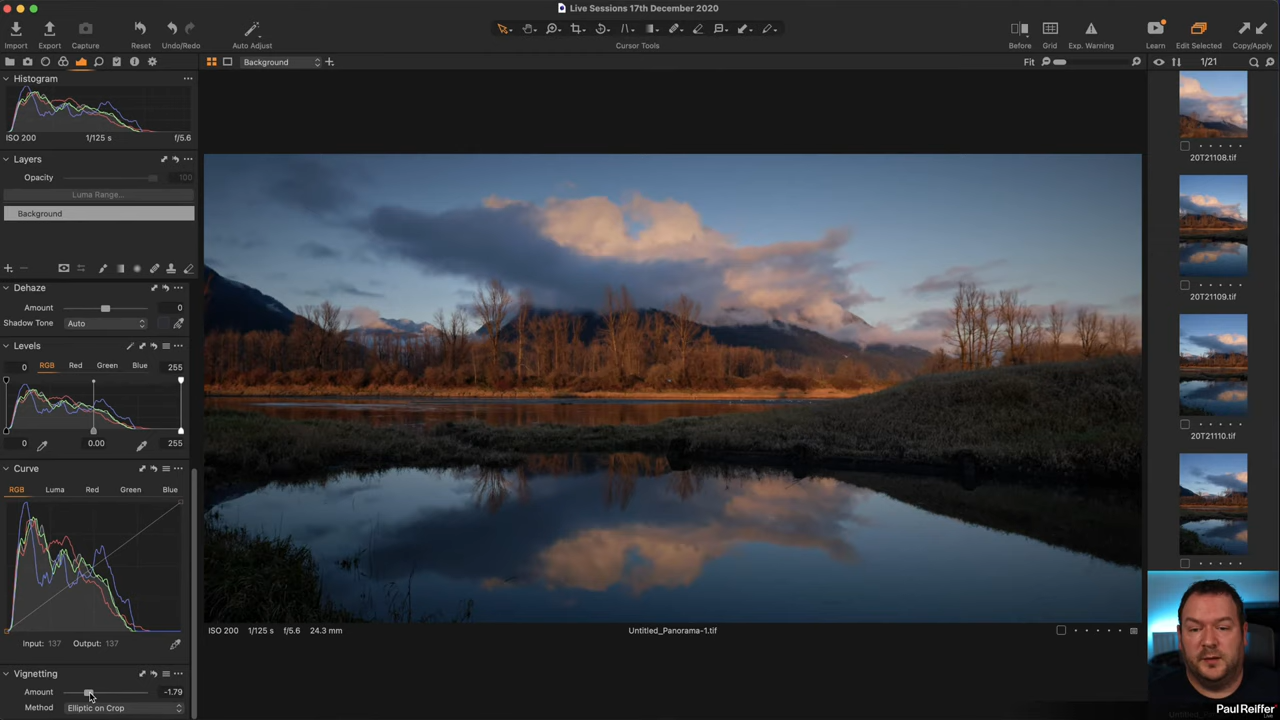 Live Sessions 17th December 2020
Import Export Capture Reset Undo/Redo Auto Adjust Cursor Tools Before Grid Exp. Warning Learn Edit Selected Copy/Apply
Background Fit 1/21
Histogram
ISO 200 1/125 s f/5.6
Layers
Opacity 100
Luma Range...
Background
Dehaze
Amount 0
Shadow Tone Auto
Levels
0 RGB Red Green Blue 255
0 0.00 255
Curve
RGB Luma Red Green Blue
Input: 137 Output: 137
Vignetting
Amount -1.79
Method Elliptic on Crop
ISO 200 1/125 s f/5.6 24.3 mm Untitled_Panorama-1.tif
20T21108.tif
20T21109.tif
20T21110.tif
Paul Reiffer
Live